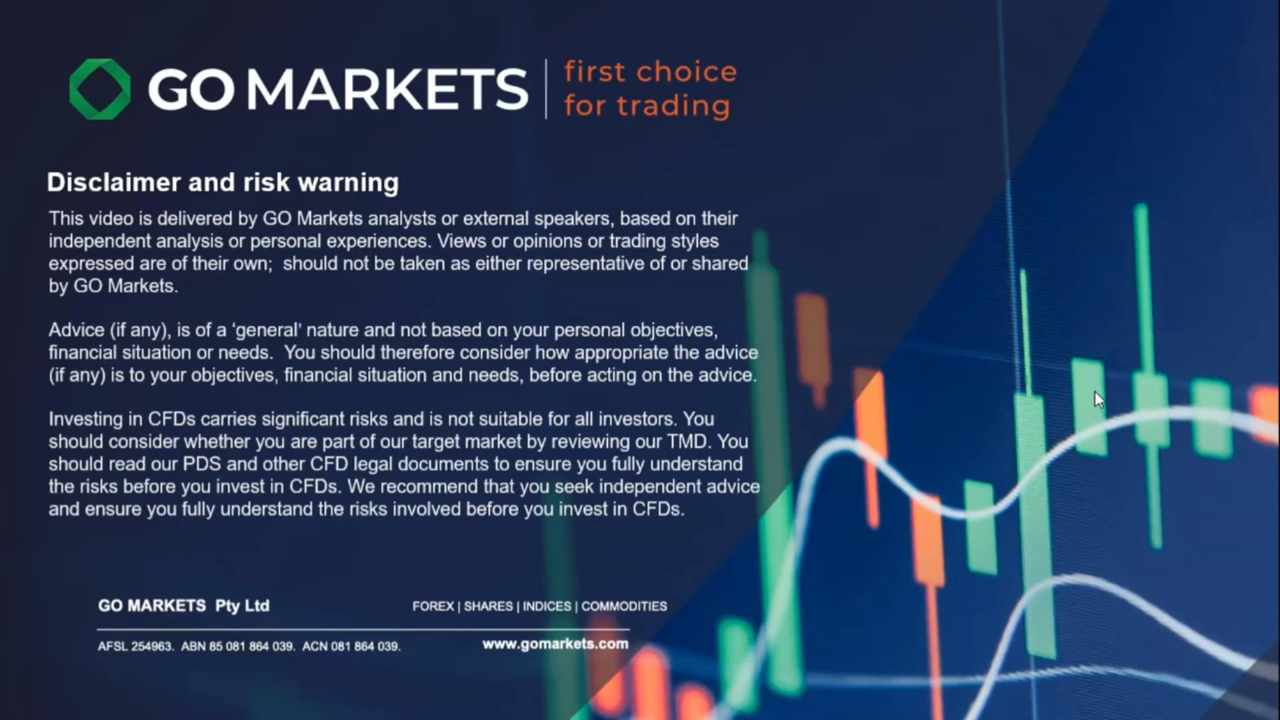 GO MARKETS
first choice
for trading
Disclaimer and risk warning
This video is delivered by GO Markets analysts or external speakers, based on their
independent analysis or personal experiences. Views or opinions or trading styles
expressed are of their own;  should not be taken as either representative of or shared
by GO Markets.
Advice (if any), is of a ‘general’ nature and not based on your personal objectives,
financial situation or needs.  You should therefore consider how appropriate the advice
(if any) is to your objectives, financial situation and needs, before acting on the advice.
Investing in CFDs carries significant risks and is not suitable for all investors. You
should consider whether you are part of our target market by reviewing our TMD. You
should read our PDS and other CFD legal documents to ensure you fully understand
the risks before you invest in CFDs. We recommend that you seek independent advice
and ensure you fully understand the risks involved before you invest in CFDs.
GO MARKETS  Pty Ltd
FOREX | SHARES | INDICES | COMMODITIES
AFSL 254963.  ABN 85 081 864 039.  ACN 081 864 039.
www.gomarkets.com